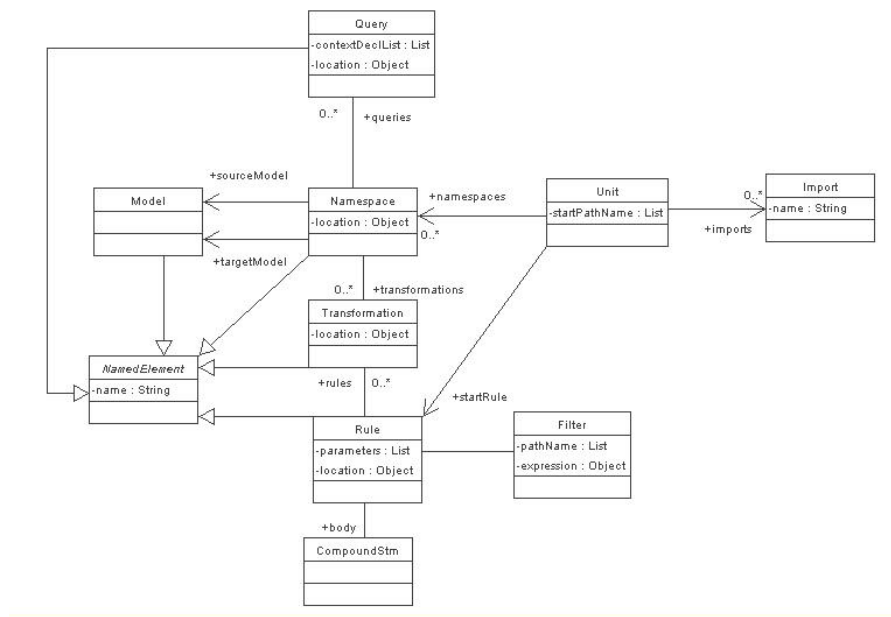 Query
-contextDeclList : List
-location : Object
0..*
+queries
+sourceModel
Model
Namespace
-location : Object
+namespaces
0..*
Unit
-startPathName : List
0..*
+imports
Import
-name : String
+targetModel
0..*
+transformations
Transformation
-location : Object
NamedElement
-name : String
+rules
0..*
+startRule
Rule
-parameters : List
-location : Object
Filter
-pathName : List
-expression : Object
+body
CompoundStm